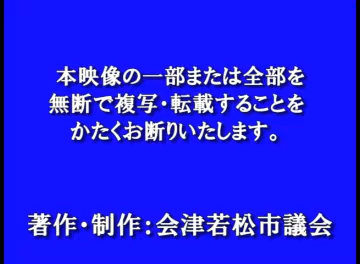 本映像の一部または全部を
無断で複写・転載することを
かたくお断りいたします。
著作・制作：会津若松市議会